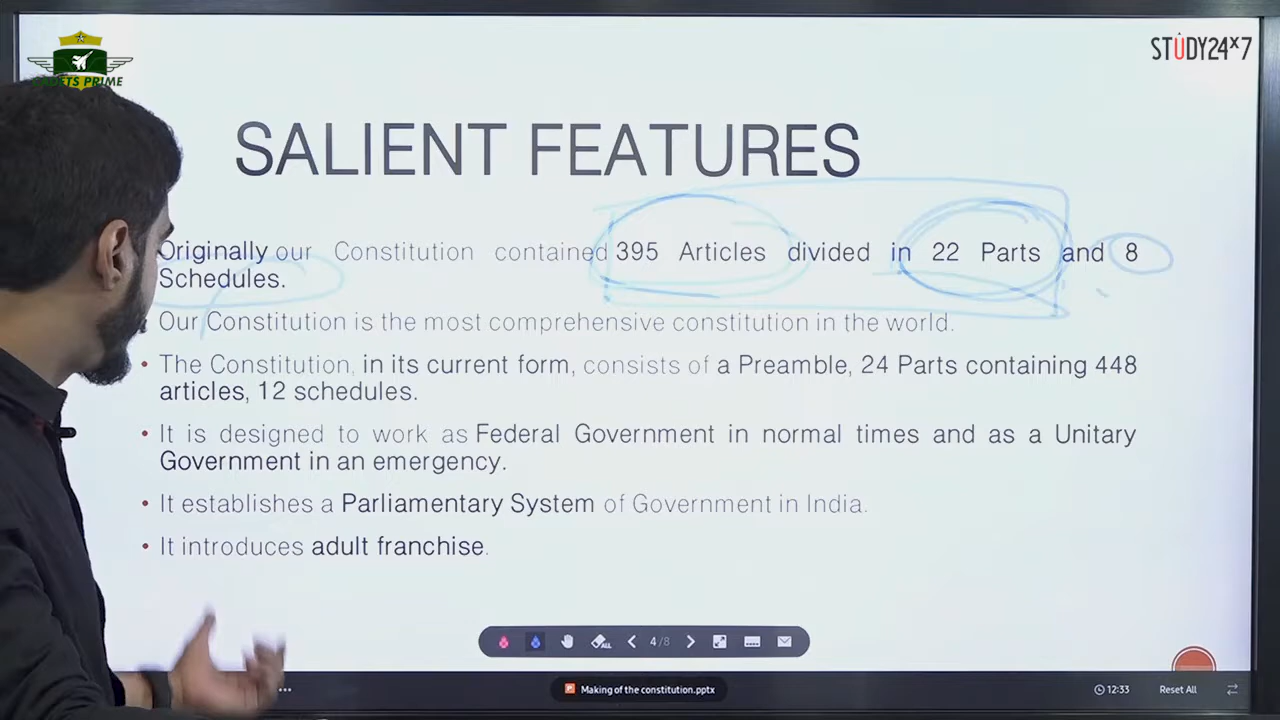 STUDY24x7
CADETS PRIME
SALIENT FEATURES
Originally our Constitution contained 395 Articles divided in 22 Parts and 8
Schedules.
Our Constitution is the most comprehensive constitution in the world.
• The Constitution, in its current form, consists of a Preamble, 24 Parts containing 448
articles, 12 schedules.
• It is designed to work as Federal Government in normal times and as a Unitary
Government in an emergency.
• It establishes a Parliamentary System of Government in India.
• It introduces adult franchise.
ALL
4/8
Making of the constitution.pptx
12:33
Reset All